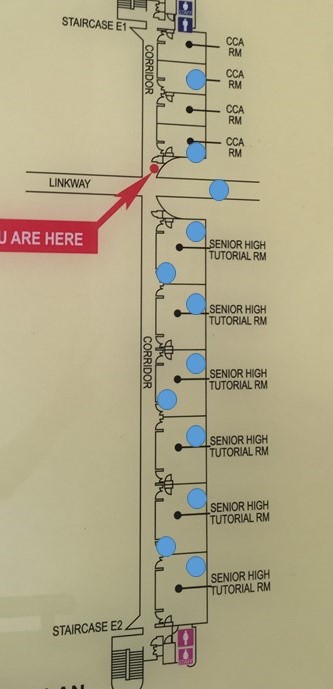 STAIRCASE E1
CORRIDOR
CCA
RM
CCA
RM
CCA
RM
CCA
RM
LINKWAY
U ARE HERE
SENIOR HIGH
TUTORIAL RM
SENIOR HIGH
TUTORIAL RM
CORRIDOR
SENIOR HIGH
TUTORIAL RM
SENIOR HIGH
TUTORIAL RM
SENIOR HIGH
TUTORIAL RM
SENIOR HIGH
TUTORIAL RM
STAIRCASE E2
LAN